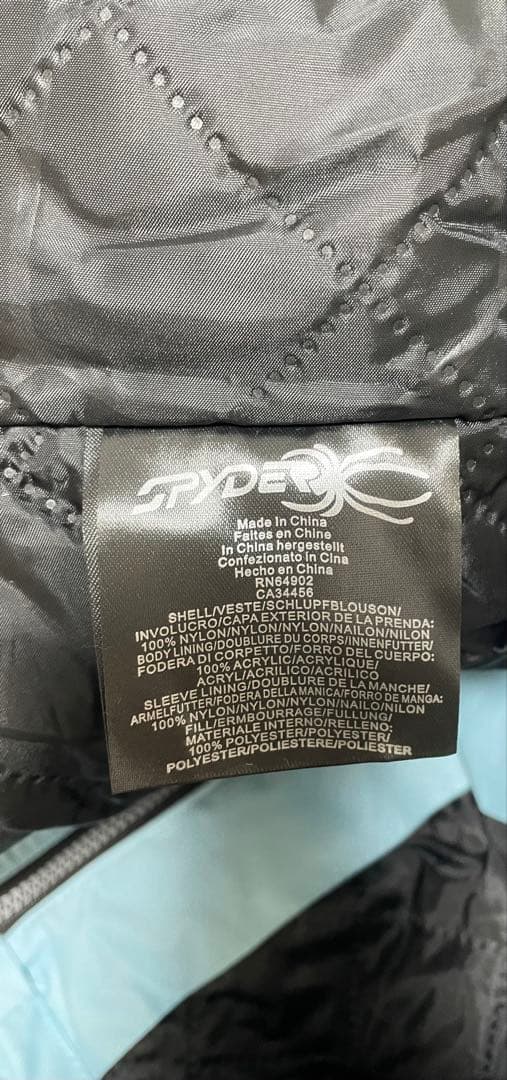 SPYDER
Made in China
Faites en Chine
In China hergestellt
Confezionato in Cina
Hecho en China
RN64902
CA34456
SHELL/VESTE/SCHLUPFBLOUSON/
INVOLUCRO/CAPA EXTERIOR DE LA PRENDA:
100% NYLON/NYLON/NYLON/NAILON/NILON
BODY LINING/DOUBLURE DU CORPS/INNENFUTTER/
FODERA DI CORPETTO/FORRO DEL CUERPO:
100% ACRYLIC/ACRYLIQUE/
ACRYL/ACRILICO/ACRILICO
SLEEVE LINING/DOUBLURE DE LA MANCHE/
ARMELFUTTER/FODERA DELLA MANICA/FORRO DE MANGA:
100% NYLON/NYLON/NYLON/NAILO/NILON
FILL/ERMBOURRAGE/FULLUNG/
MATERIALE INTERNO/RELLENO
100% POLYESTER/POLYESTER/
POLYESTER/POLIESTERE/POLIESTER